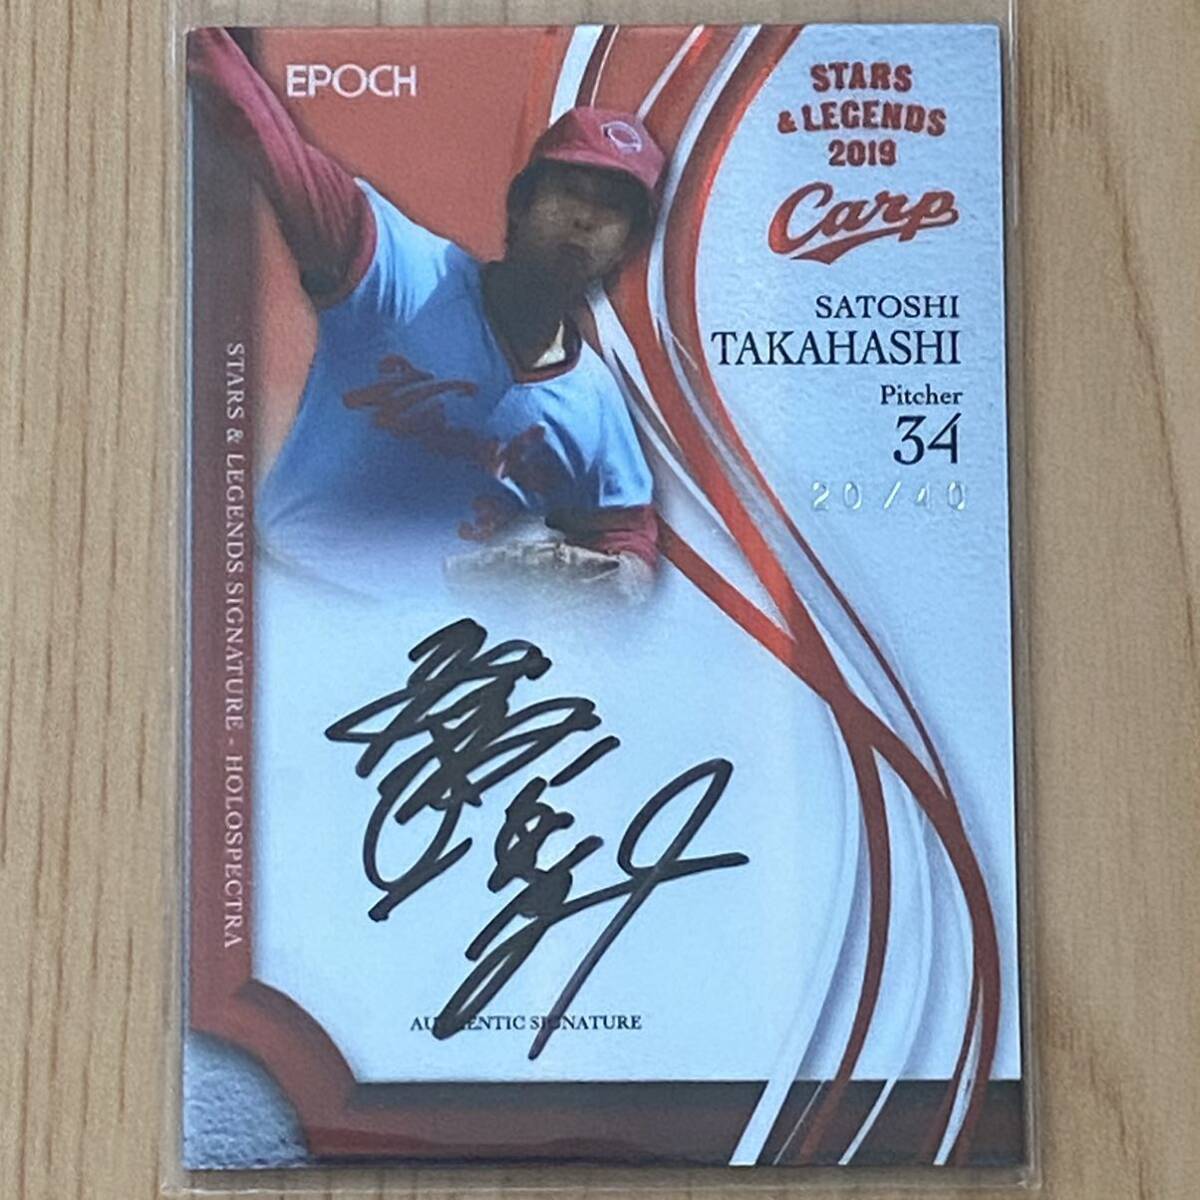 EPOCH
STARS
& LEGENDS
2019
Carp
SATOSHI
TAKAHASHI
Pitcher
34
20/40
STARS & LEGENDS SIGNATURE - HOLOSPECTRA
AUTHENTIC SIGNATURE